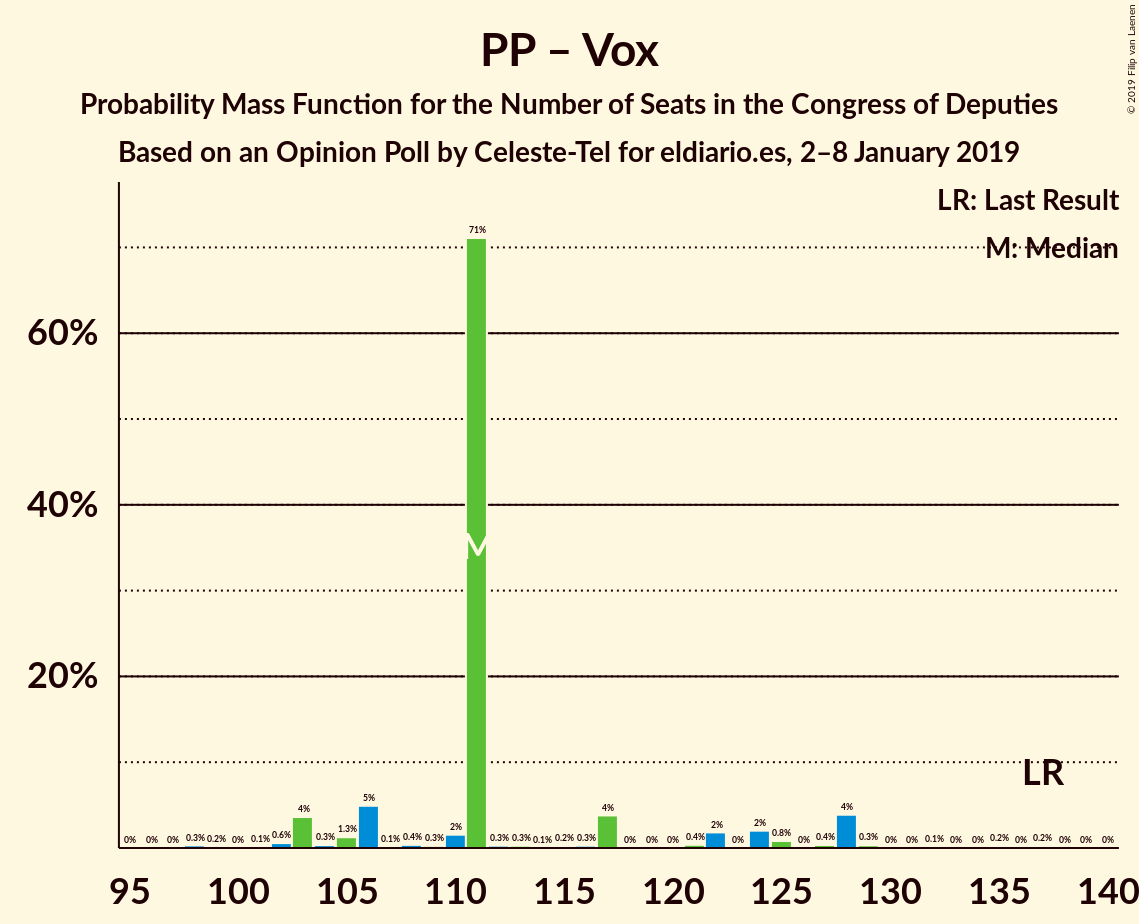 PP – Vox
Probability Mass Function for the Number of Seats in the Congress of Deputies
Based on an Opinion Poll by Celeste-Tel for eldiario.es, 2–8 January 2019
© 2019 Filip van Laenen
LR: Last Result
M: Median
71%
60%
40%
M
20%
LR
0% 0% 0% 0.3% 0.2% 0% 0.1% 0.6% 4% 0.3% 1.3% 5% 0.1% 0.4% 0.3% 2% 0.3% 0.3% 0.1% 0.2% 0.3% 4% 0% 0% 0% 0.4% 2% 0% 2% 0.8% 0% 0.4% 4% 0.3% 0% 0% 0.1% 0% 0% 0.2% 0% 0.2% 0% 0% 0%
95 100 105 110 115 120 125 130 135 140